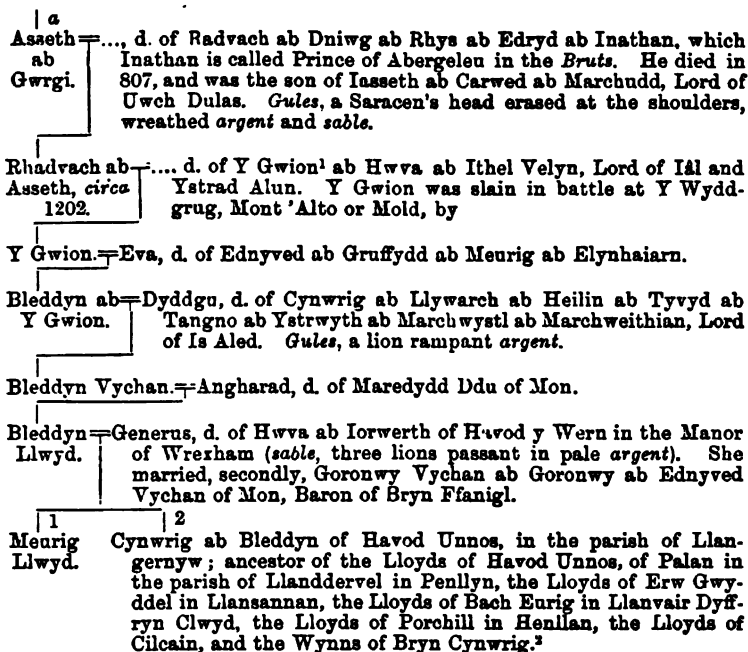 a
Asseth=..., d. of Radvach ab Dniwg ab Rhys ab Edryd ab Inathan, which
ab Inathan is called Prince of Abergeleu in the Bruts. He died in
Gwrgi. 807, and was the son of Iasseth ab Carwed ab Marchudd, Lord of
Uwch Dulas. Gules, a Saracen's head erased at the shoulders,
wreathed argent and sable.
Rhadvach ab=.... d. of Y Gwion¹ ab Hwva ab Ithel Velyn, Lord of Iâl and
Asseth, circa Ystrad Alun. Y Gwion was slain in battle at Y Wydd-
1202. grug, Mont 'Alto or Mold, by
Y Gwion.=Eva, d. of Ednyved ab Gruffydd ab Meurig ab Elynhaiarn.
Bleddyn ab=Dyddgu, d. of Cynwrig ab Llywarch ab Heilin ab Tyvyd ab
Y Gwion. Tangno ab Ystrwyth ab Marchwystl ab Marchweithian, Lord
of Is Aled. Gules, a lion rampant argent.
Bleddyn Vychan.=Angharad, d. of Maredydd Ddu of Mon.
Bleddyn=Generus, d. of Hwva ab Iorwerth of Havod y Wern in the Manor
Llwyd. of Wrexham (sable, three lions passant in pale argent). She
married, secondly, Goronwy Vychan ab Goronwy ab Ednyved
Vychan of Mon, Baron of Bryn Ffanigl.
1 2
Meurig Cynwrig ab Bleddyn of Havod Unnos, in the parish of Llan-
Llwyd. gernyw; ancestor of the Lloyds of Havod Unnos, of Palan in
the parish of Llanddervel in Penllyn, the Lloyds of Erw Gwy-
ddel in Llansannan, the Lloyds of Bach Eurig in Llanvair Dyff-
ryn Clwyd, the Lloyds of Porchill in Henllan, the Lloyds of
Cilcain, and the Wynns of Bryn Cynwrig.²